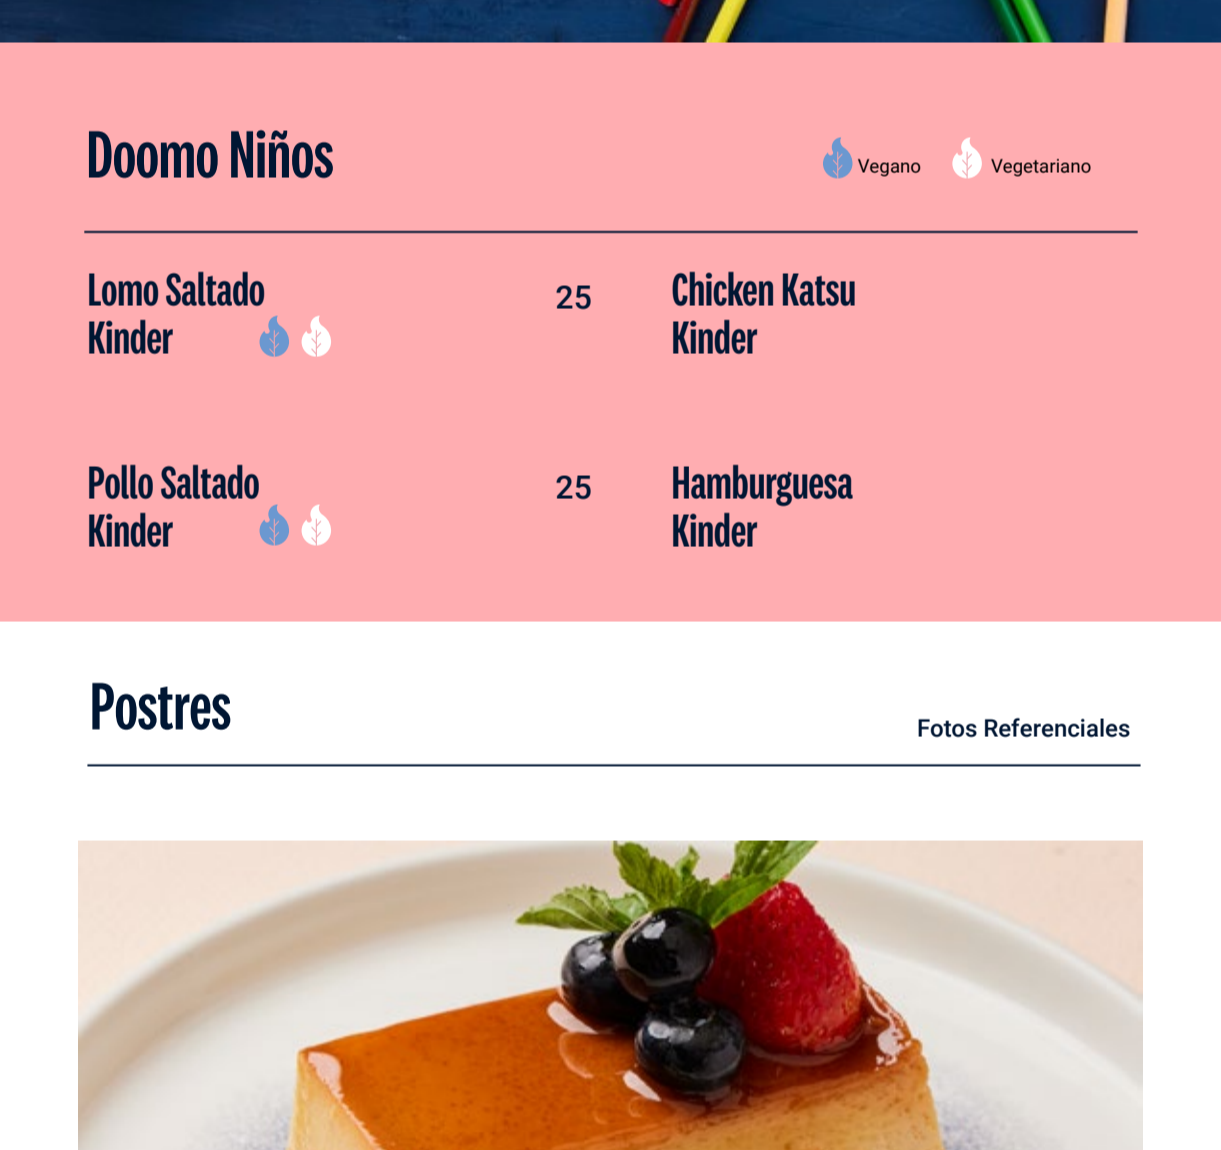 Doomo Niños
Vegano
Vegetariano
Lomo Saltado
Kinder
25
Chicken Katsu
Kinder
Pollo Saltado
Kinder
25
Hamburguesa
Kinder
Postres
Fotos Referenciales